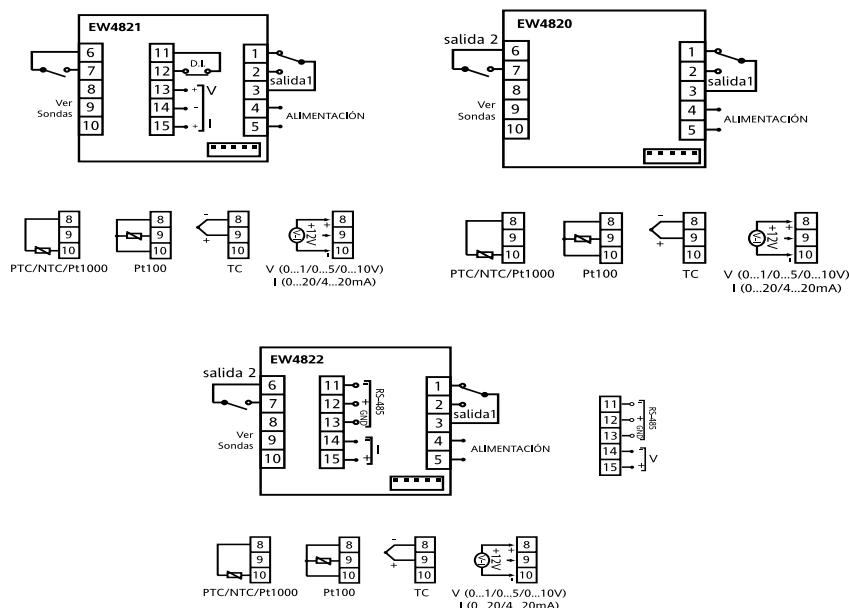 EW4821
6
7
8
9
10
Ver
Sondas
11
12
13
14
15
D.I.
+ V
-
+ I
1
2
3
4
5
salida1
ALIMENTACIÓN
EW4820
salida 2
6
7
8
9
10
Ver
Sondas
1
2
3
4
5
salida1
ALIMENTACIÓN
8
9
10
PTC/NTC/Pt1000
8
9
10
Pt100
-
+
8
9
10
TC
V-I
+12V
+
-
8
9
10
V (0...1/0...5/0...10V)
I (0...20/4...20mA)
8
9
10
PTC/NTC/Pt1000
8
9
10
Pt100
-
+
8
9
10
TC
V-I
+12V
+
-
8
9
10
V (0...1/0...5/0...10V)
I (0...20/4...20mA)
EW4822
salida 2
6
7
8
9
10
Ver
Sondas
11
12
13
14
15
-
+
GND
RS-485
-
+
I
1
2
3
4
5
salida1
ALIMENTACIÓN
11
12
13
14
15
-
+
GND
RS-485
-
+
V
8
9
10
PTC/NTC/Pt1000
8
9
10
Pt100
-
+
8
9
10
TC
V-I
+12V
+
-
8
9
10
V (0...1/0...5/0...10V)
I (0...20/4...20mA)